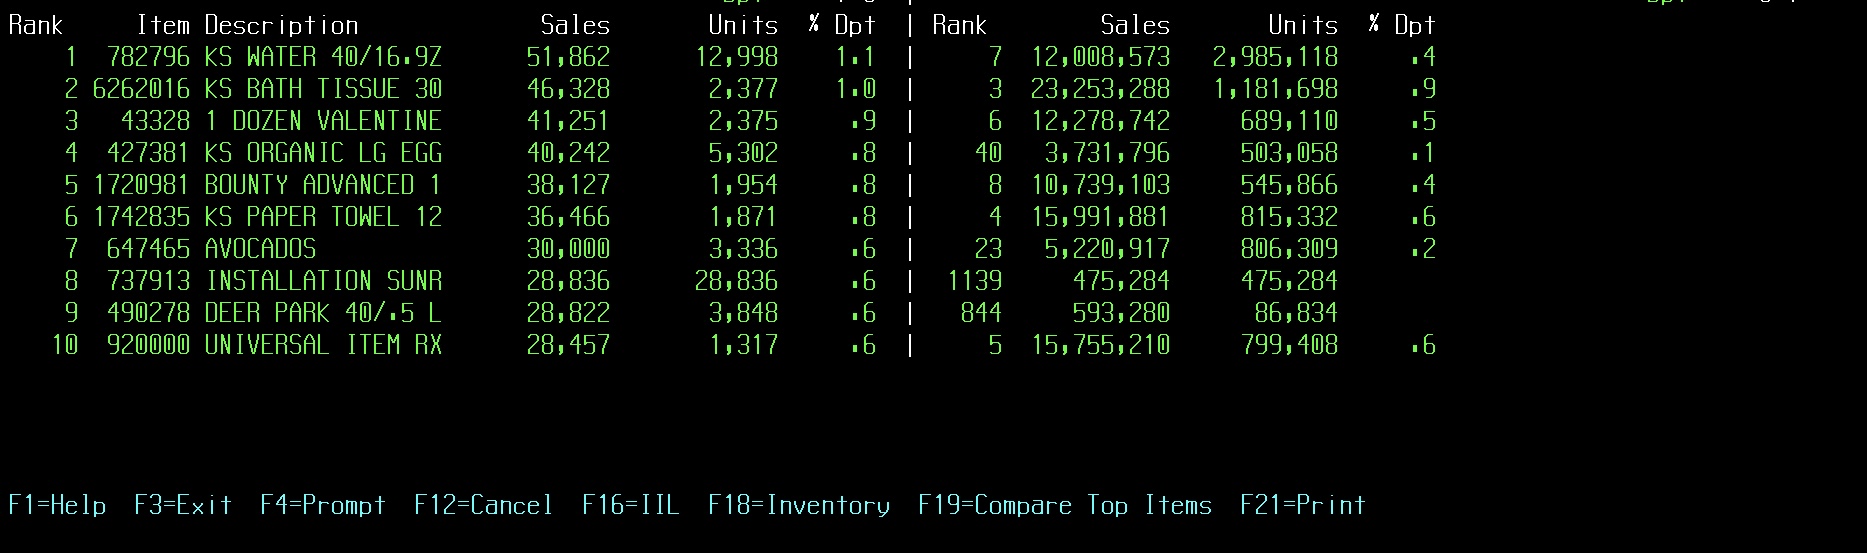 Rank Item Description Sales Units % Dpt | Rank Sales Units % Dpt
1 782796 KS WATER 40/16.9Z 51,862 12,998 1.1 | 7 12,008,573 2,985,118 .4
2 6262016 KS BATH TISSUE 30 46,328 2,377 1.0 | 3 23,253,288 1,181,698 .9
3 43328 1 DOZEN VALENTINE 41,251 2,375 .9 | 6 12,278,742 689,110 .5
4 427381 KS ORGANIC LG EGG 40,242 5,302 .8 | 40 3,731,796 503,058 .1
5 1720981 BOUNTY ADVANCED 1 38,127 1,954 .8 | 8 10,739,103 545,866 .4
6 1742835 KS PAPER TOWEL 12 36,466 1,871 .8 | 4 15,991,881 815,332 .6
7 647465 AVOCADOS 30,000 3,336 .6 | 23 5,220,917 806,309 .2
8 737913 INSTALLATION SUNR 28,836 28,836 .6 | 1139 475,284 475,284
9 490278 DEER PARK 40/.5 L 28,822 3,848 .6 | 844 593,280 86,834
10 920000 UNIVERSAL ITEM RX 28,457 1,317 .6 | 5 15,755,210 799,408 .6
F1=Help F3=Exit F4=Prompt F12=Cancel F16=IIL F18=Inventory F19=Compare Top Items F21=Print